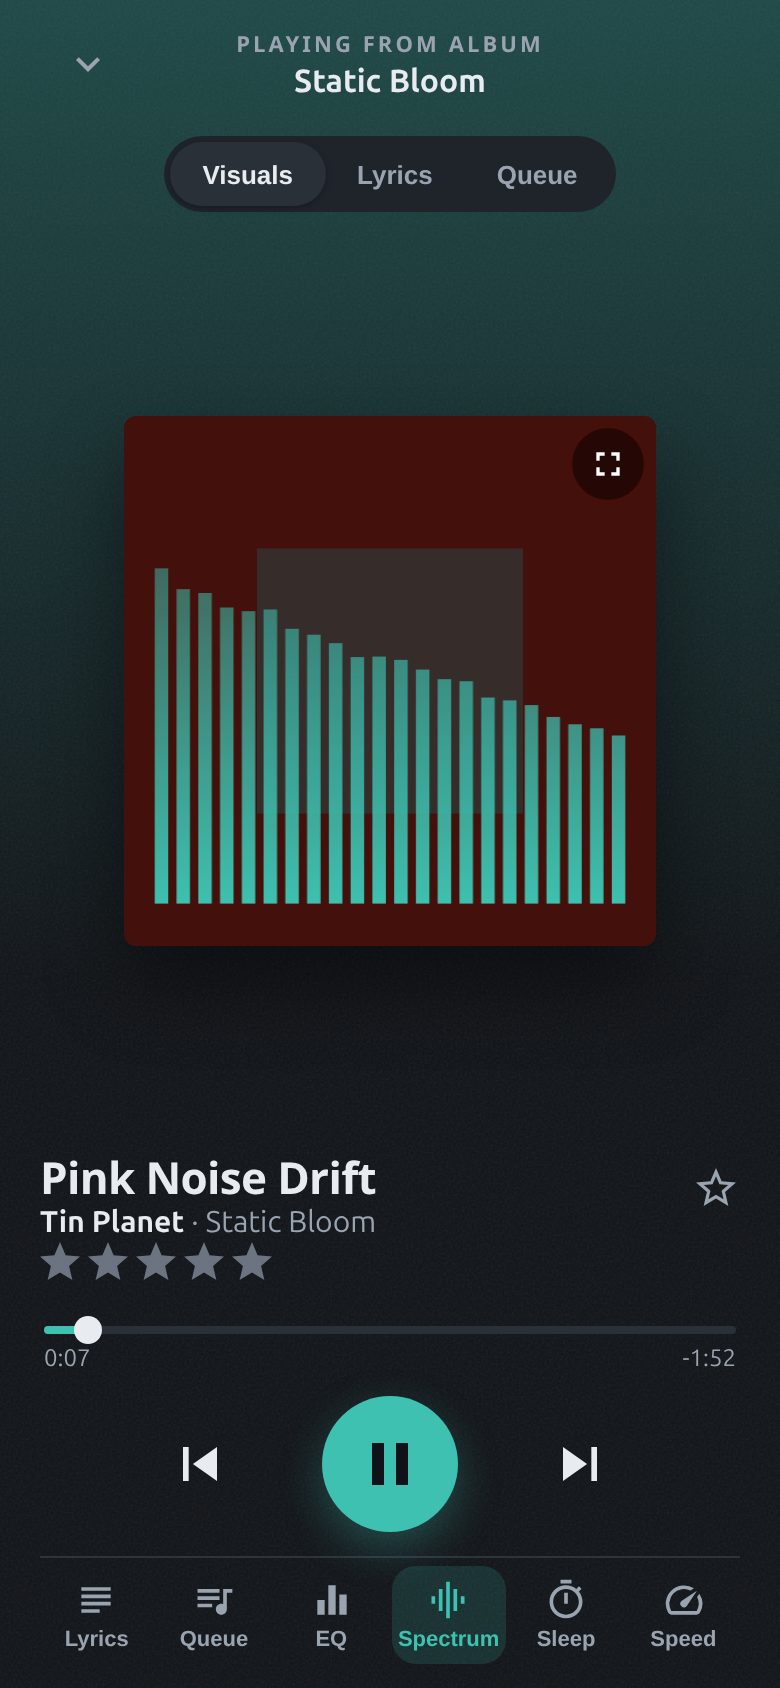 PLAYING FROM ALBUM
Static Bloom
Visuals Lyrics Queue
Pink Noise Drift
Tin Planet · Static Bloom
0:07 -1:52
Lyrics Queue EQ Spectrum Sleep Speed